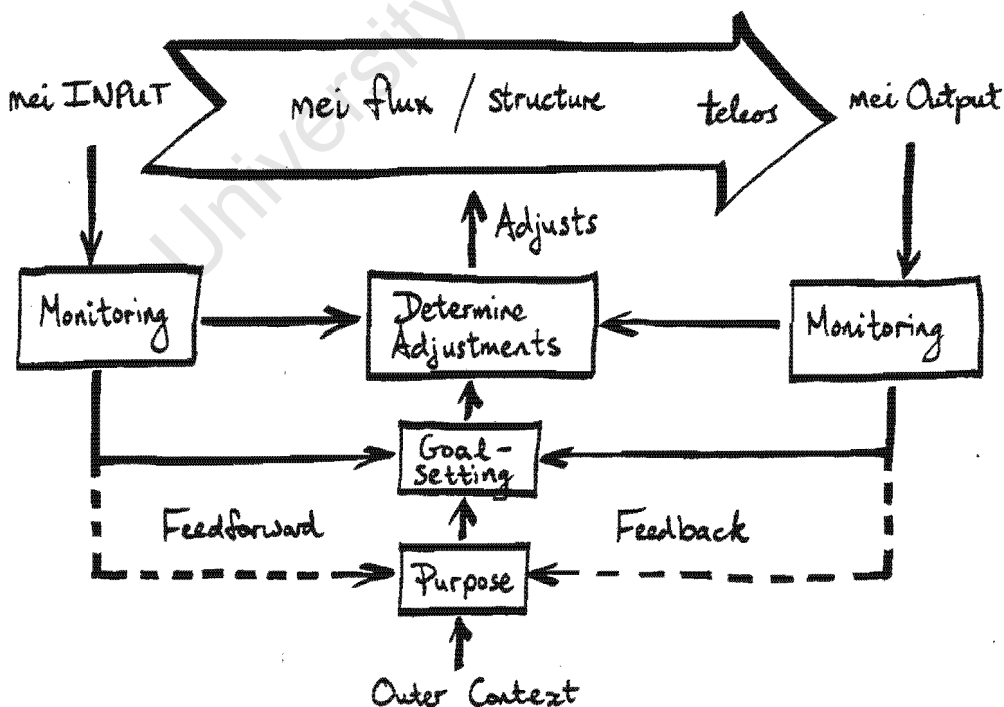 University
mei INPUT
mei flux / structure
teleos
mei Output
Adjusts
Monitoring
Determine
Adjustments
Monitoring
Goal-
setting
Feedforward
Feedback
Purpose
Outer Context